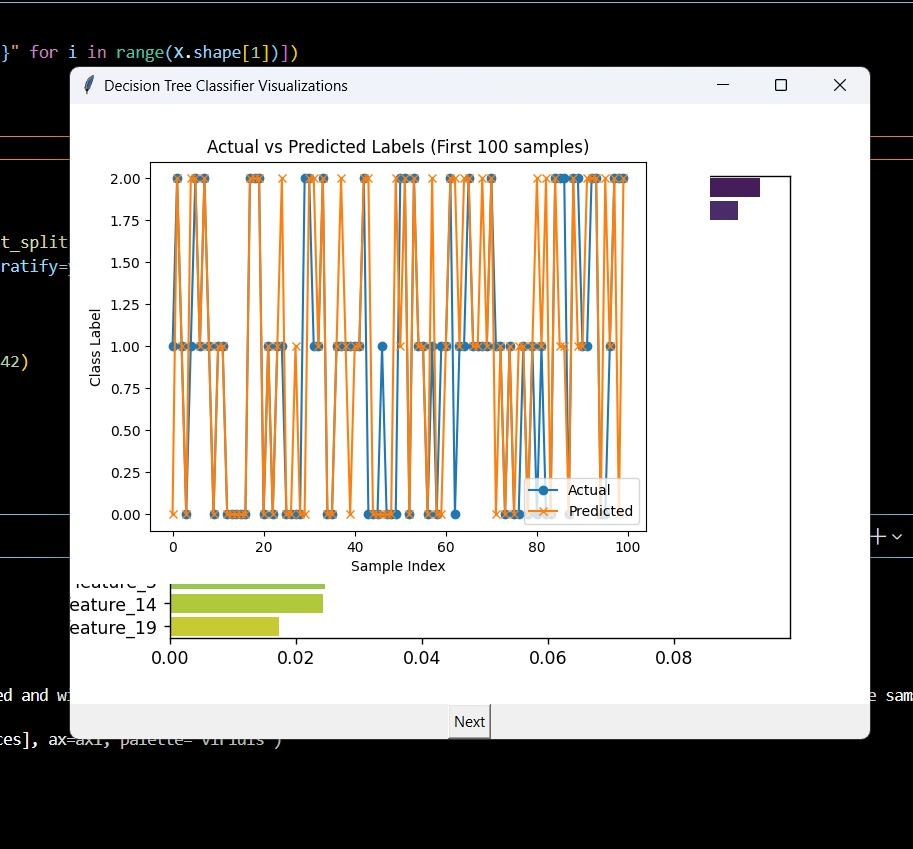 }" for i in range(X.shape[1])])
Decision Tree Classifier Visualizations
Actual vs Predicted Labels (First 100 samples)
2.00
1.75
1.50
1.25
1.00
0.75
0.50
0.25
0.00
Class Label
0 20 40 60 80 100
Sample Index
Actual
Predicted
t_split
ratify=
42)
eature_14
eature_19
0.00 0.02 0.04 0.06 0.08
ed and wi
e sam
Next
ces], ax=ax1, palette='viridis')